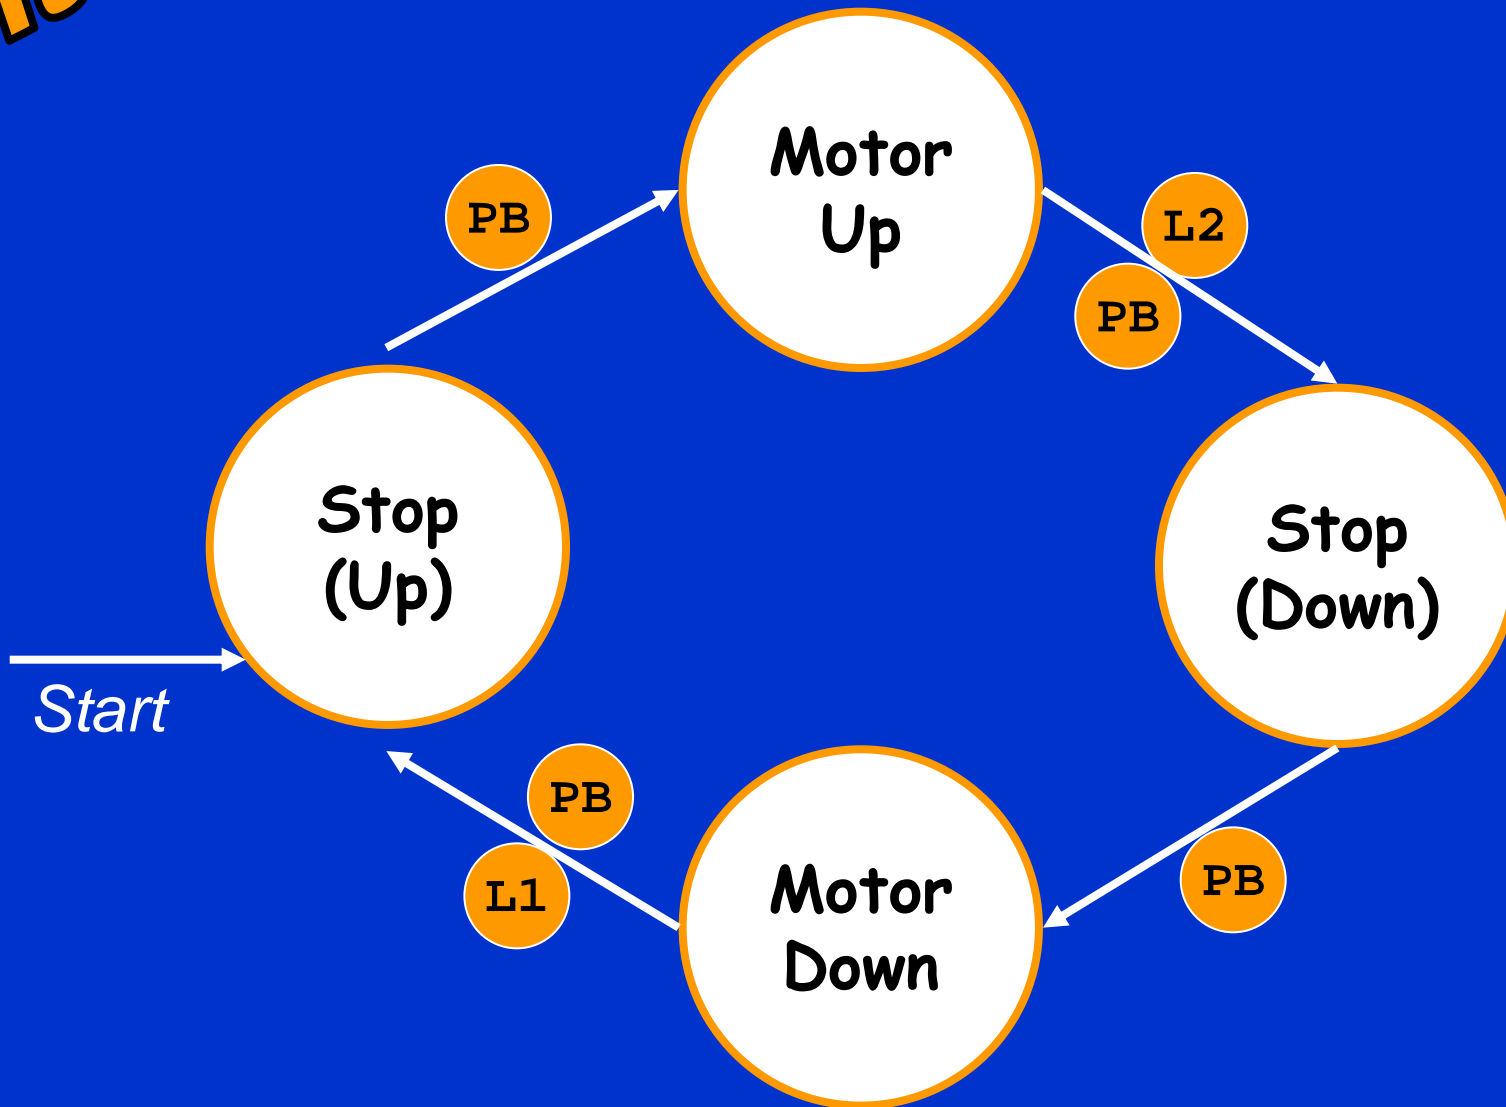 Motor
Up
PB
L2
PB
Stop
(Up)
Stop
(Down)
Start
PB
L1
Motor
Down
PB